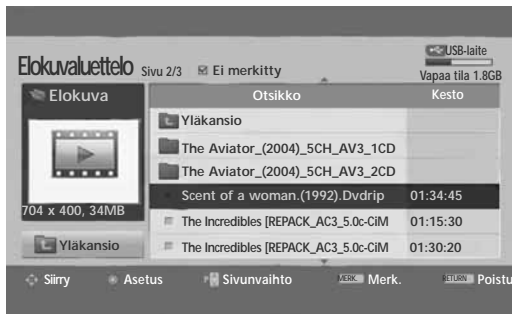 USB-laite
Elokuvaluettelo Sivu 2/3 Ei merkitty
Vapaa tila 1.8GB
Elokuva Otsikko Kesto
Yläkansio
The Aviator_(2004)_5CH_AV3_1CD
The Aviator_(2004)_5CH_AV3_2CD
Scent of a woman.(1992).Dvdrip 01:34:45
704 x 400, 34MB
The Incredibles [REPACK_AC3_5.0c-CiM 01:15:30
Yläkansio
The Incredibles [REPACK_AC3_5.0c-CiM 01:30:20
Siirry Asetus P Sivunvaihto MERK. Merk. RETURN Poistu